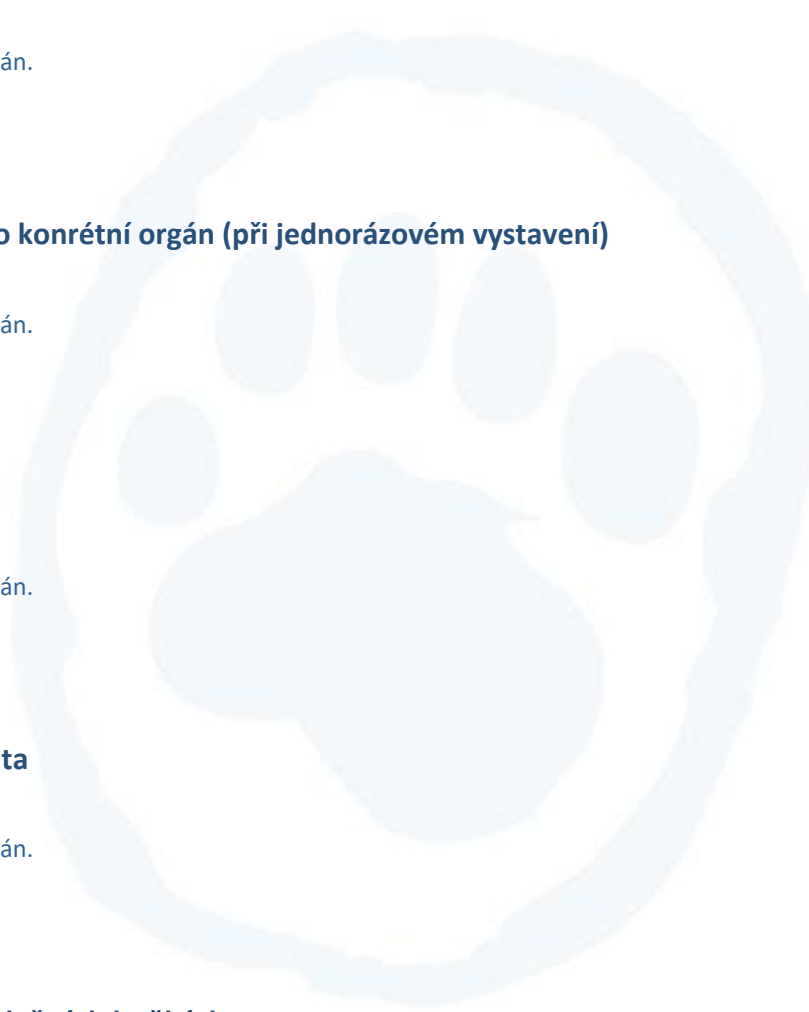 án.
o konrétní orgán (při jednorázovém vystavení)
án.
án.
ta
án.